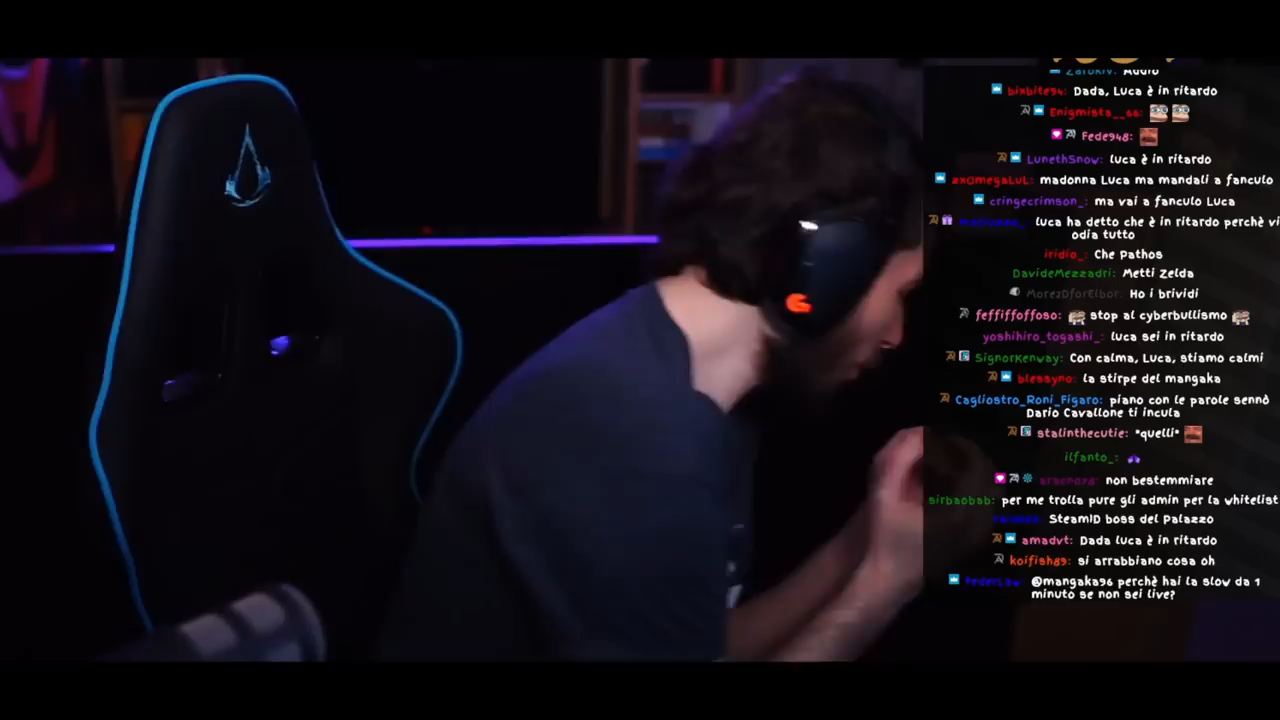 Addio
bixbite94: Dada, Luca è in ritardo
Enigmista__66:
Fede948:
LunethSnow: luca è in ritardo
axOmegaLUL: madonna Luca ma mandali a fanculo
cringecrimson_: ma vai a fanculo Luca
luca ha detto che è in ritardo perchè vi
odia tutto
iridio_: Che Pathos
DavideMezzadri: Metti Zelda
MorezDforElbor: Ho i brividi
feffiffoffoso: stop al cyberbullismo
yoshihiro_togashi_: luca sei in ritardo
SignorKenway: Con calma, Luca, stiamo calmi
blessyno: la stirpe del mangaka
Cagliostro_Roni_Figaro: piano con le parole sennò
Dario Cavallone ti incula
stalinthecutie: *quelli*
ilfanto_:
non bestemmiare
sirbaobab: per me trolla pure gli admin per la whitelist
SteamID boss del Palazzo
amadvt: Dada luca è in ritardo
koifish89: si arrabbiano cosa oh
FederLaw: @mangaka96 perchè hai la slow da 1
minuto se non sei live?